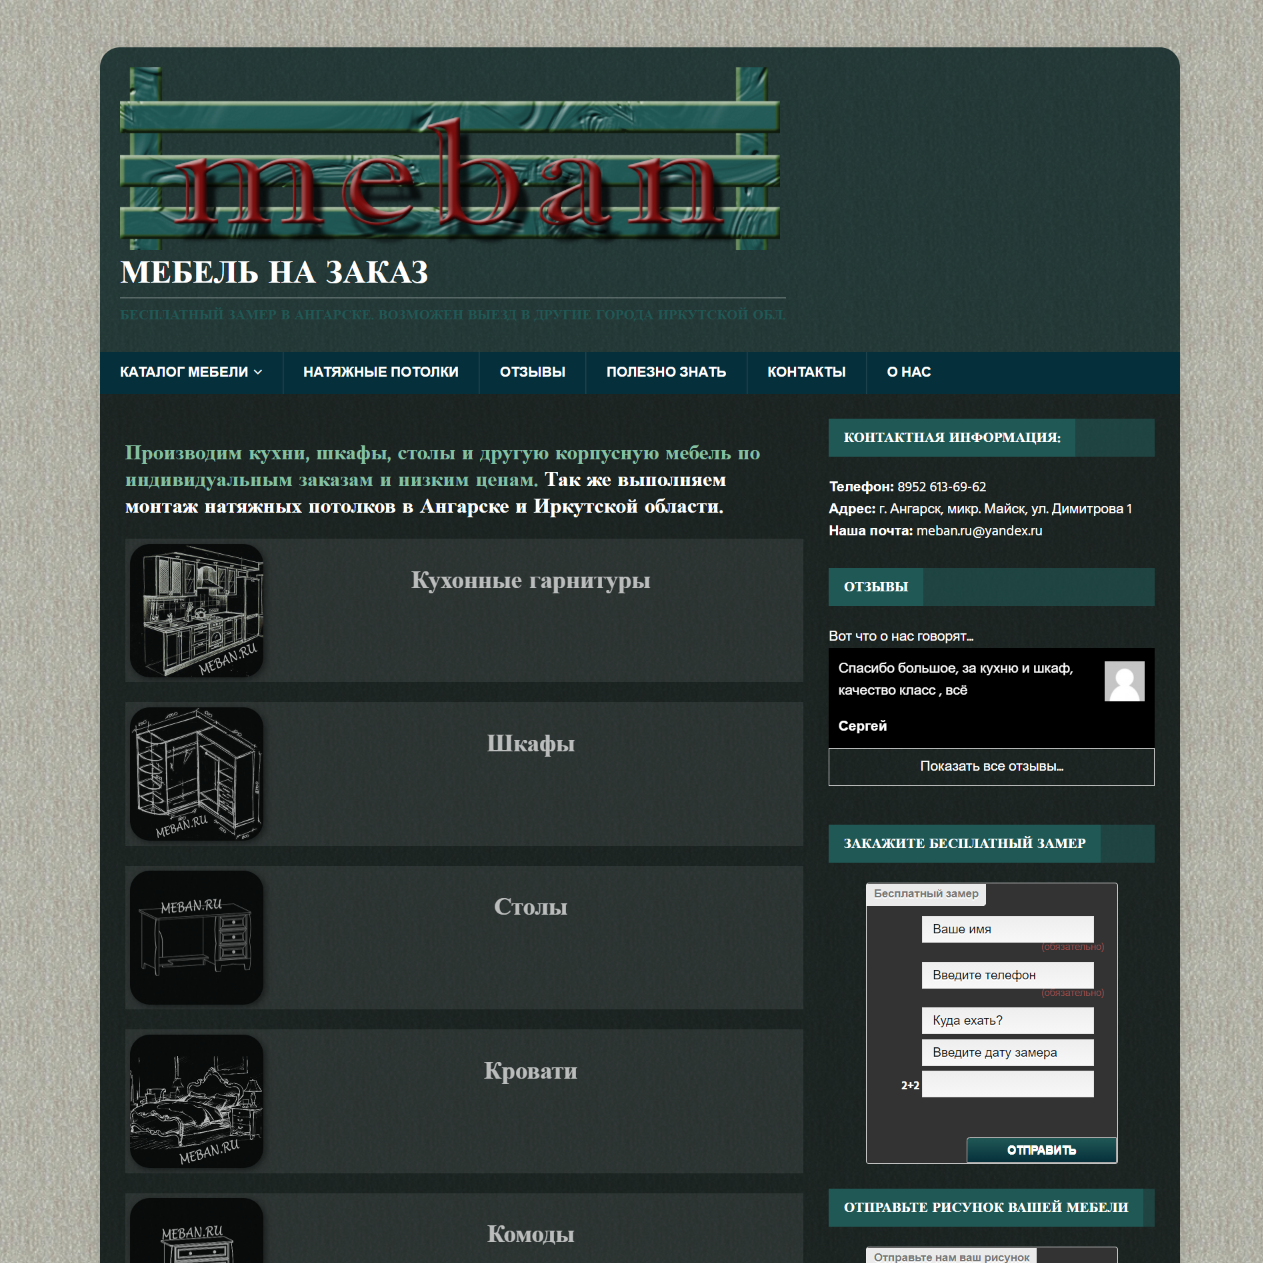 meban
МЕБЕЛЬ НА ЗАКАЗ
БЕСПЛАТНЫЙ ЗАМЕР В АНГАРСКЕ. ВОЗМОЖЕН ВЫЕЗД В ДРУГИЕ ГОРОДА ИРКУТСКОЙ ОБЛ.
КАТАЛОГ МЕБЕЛИ
НАТЯЖНЫЕ ПОТОЛКИ
ОТЗЫВЫ
ПОЛЕЗНО ЗНАТЬ
КОНТАКТЫ
О НАС
Производим кухни, шкафы, столы и другую корпусную мебель по
индивидуальным заказам и низким ценам. Так же выполняем
монтаж натяжных потолков в Ангарске и Иркутской области.
MEBAN.RU
Кухонные гарнитуры
MEBAN.RU
Шкафы
MEBAN.RU
Столы
MEBAN.RU
Кровати
MEBAN.RU
Комоды
КОНТАКТНАЯ ИНФОРМАЦИЯ:
Телефон: 8952 613-69-62
Адрес: г. Ангарск, микр. Майск, ул. Димитрова 1
Наша почта: meban.ru@yandex.ru
ОТЗЫВЫ
Вот что о нас говорят...
Спасибо большое, за кухню и шкаф,
качество класс , всё
Сергей
Показать все отзывы...
ЗАКАЖИТЕ БЕСПЛАТНЫЙ ЗАМЕР
Бесплатный замер
Ваше имя
(обязательно)
Введите телефон
(обязательно)
Куда ехать?
Введите дату замера
2+2
ОТПРАВИТЬ
ОТПРАВЬТЕ РИСУНОК ВАШЕЙ МЕБЕЛИ
Отправьте нам ваш рисунок